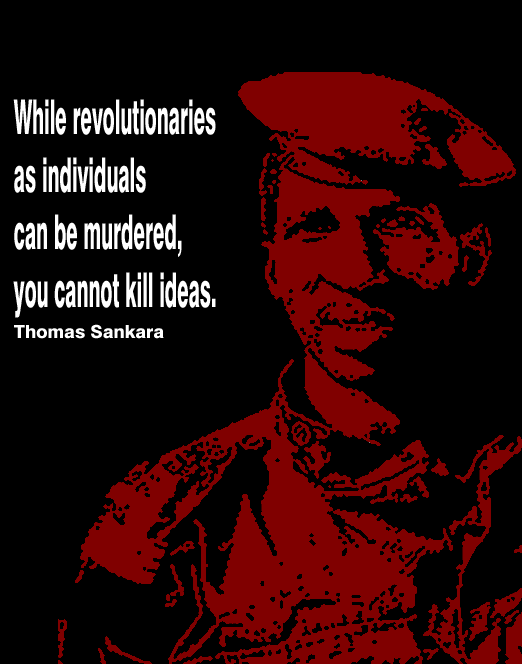 While revolutionaries
as individuals
can be murdered,
you cannot kill ideas.
Thomas Sankara